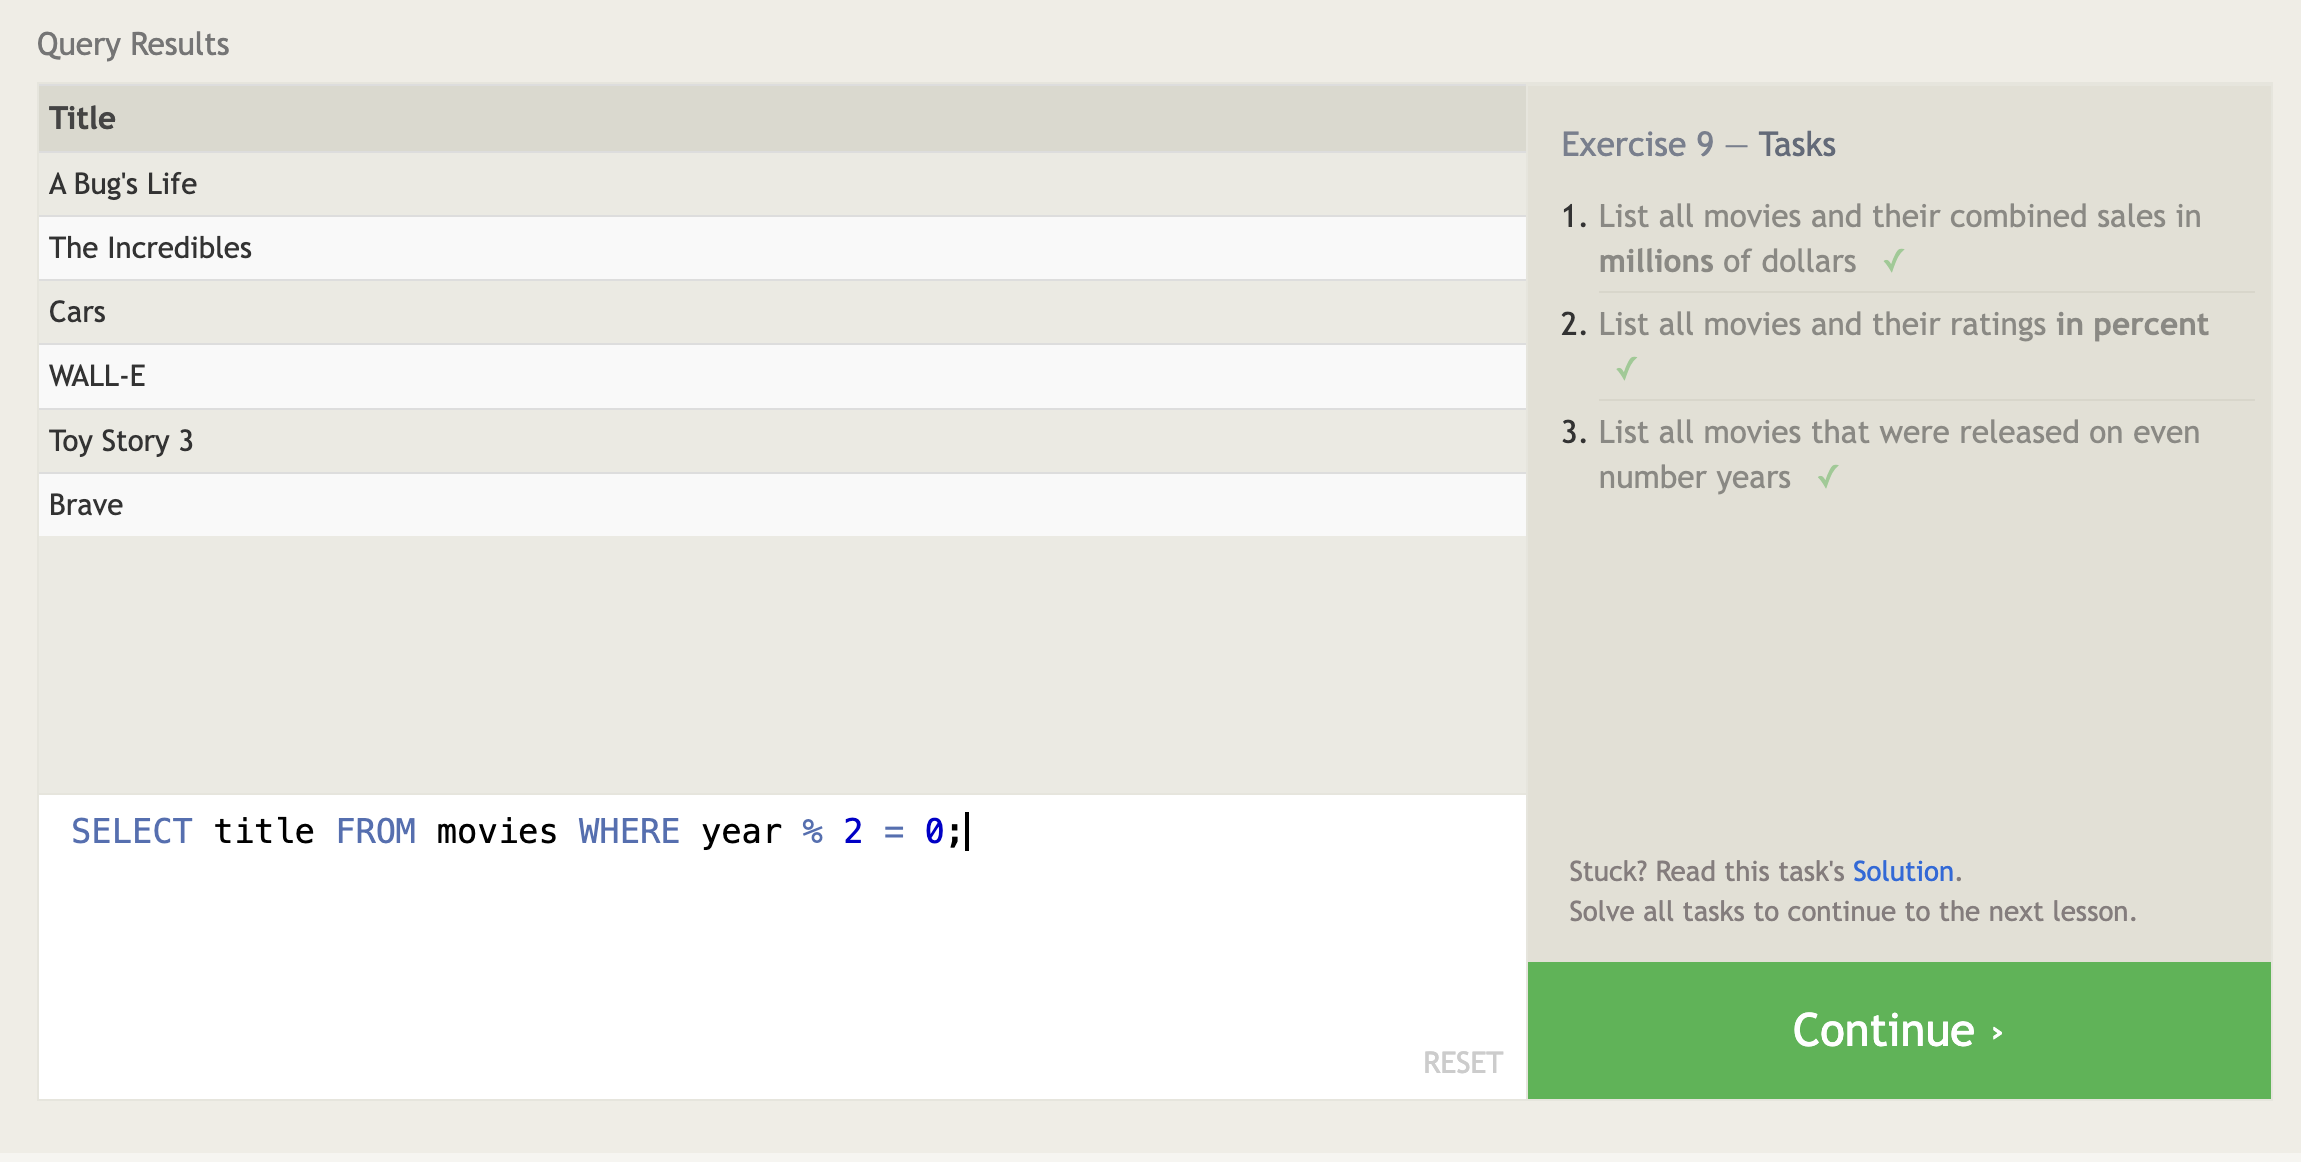 Query Results
Title
A Bug's Life
The Incredibles
Cars
WALL-E
Toy Story 3
Brave
SELECT title FROM movies WHERE year % 2 = 0;
RESET
Exercise 9 — Tasks
1. List all movies and their combined sales in
millions of dollars ✓
2. List all movies and their ratings in percent
✓
3. List all movies that were released on even
number years ✓
Stuck? Read this task's Solution.
Solve all tasks to continue to the next lesson.
Continue ›